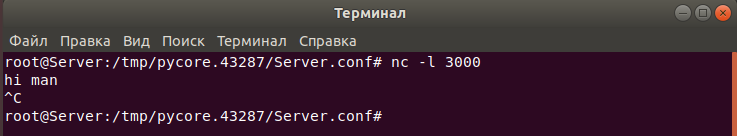 Терминал
Файл Правка Вид Поиск Терминал Справка
root@Server:/tmp/pycore.43287/Server.conf# nc -l 3000
hi man
^C
root@Server:/tmp/pycore.43287/Server.conf#